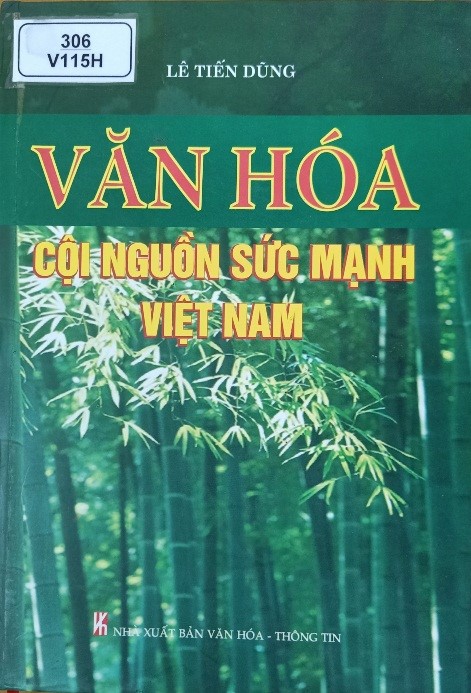 306
V115H
LÊ TIẾN DŨNG
VĂN HÓA
CỘI NGUỒN SỨC MẠNH
VIỆT NAM
NHÀ XUẤT BẢN VĂN HÓA - THÔNG TIN